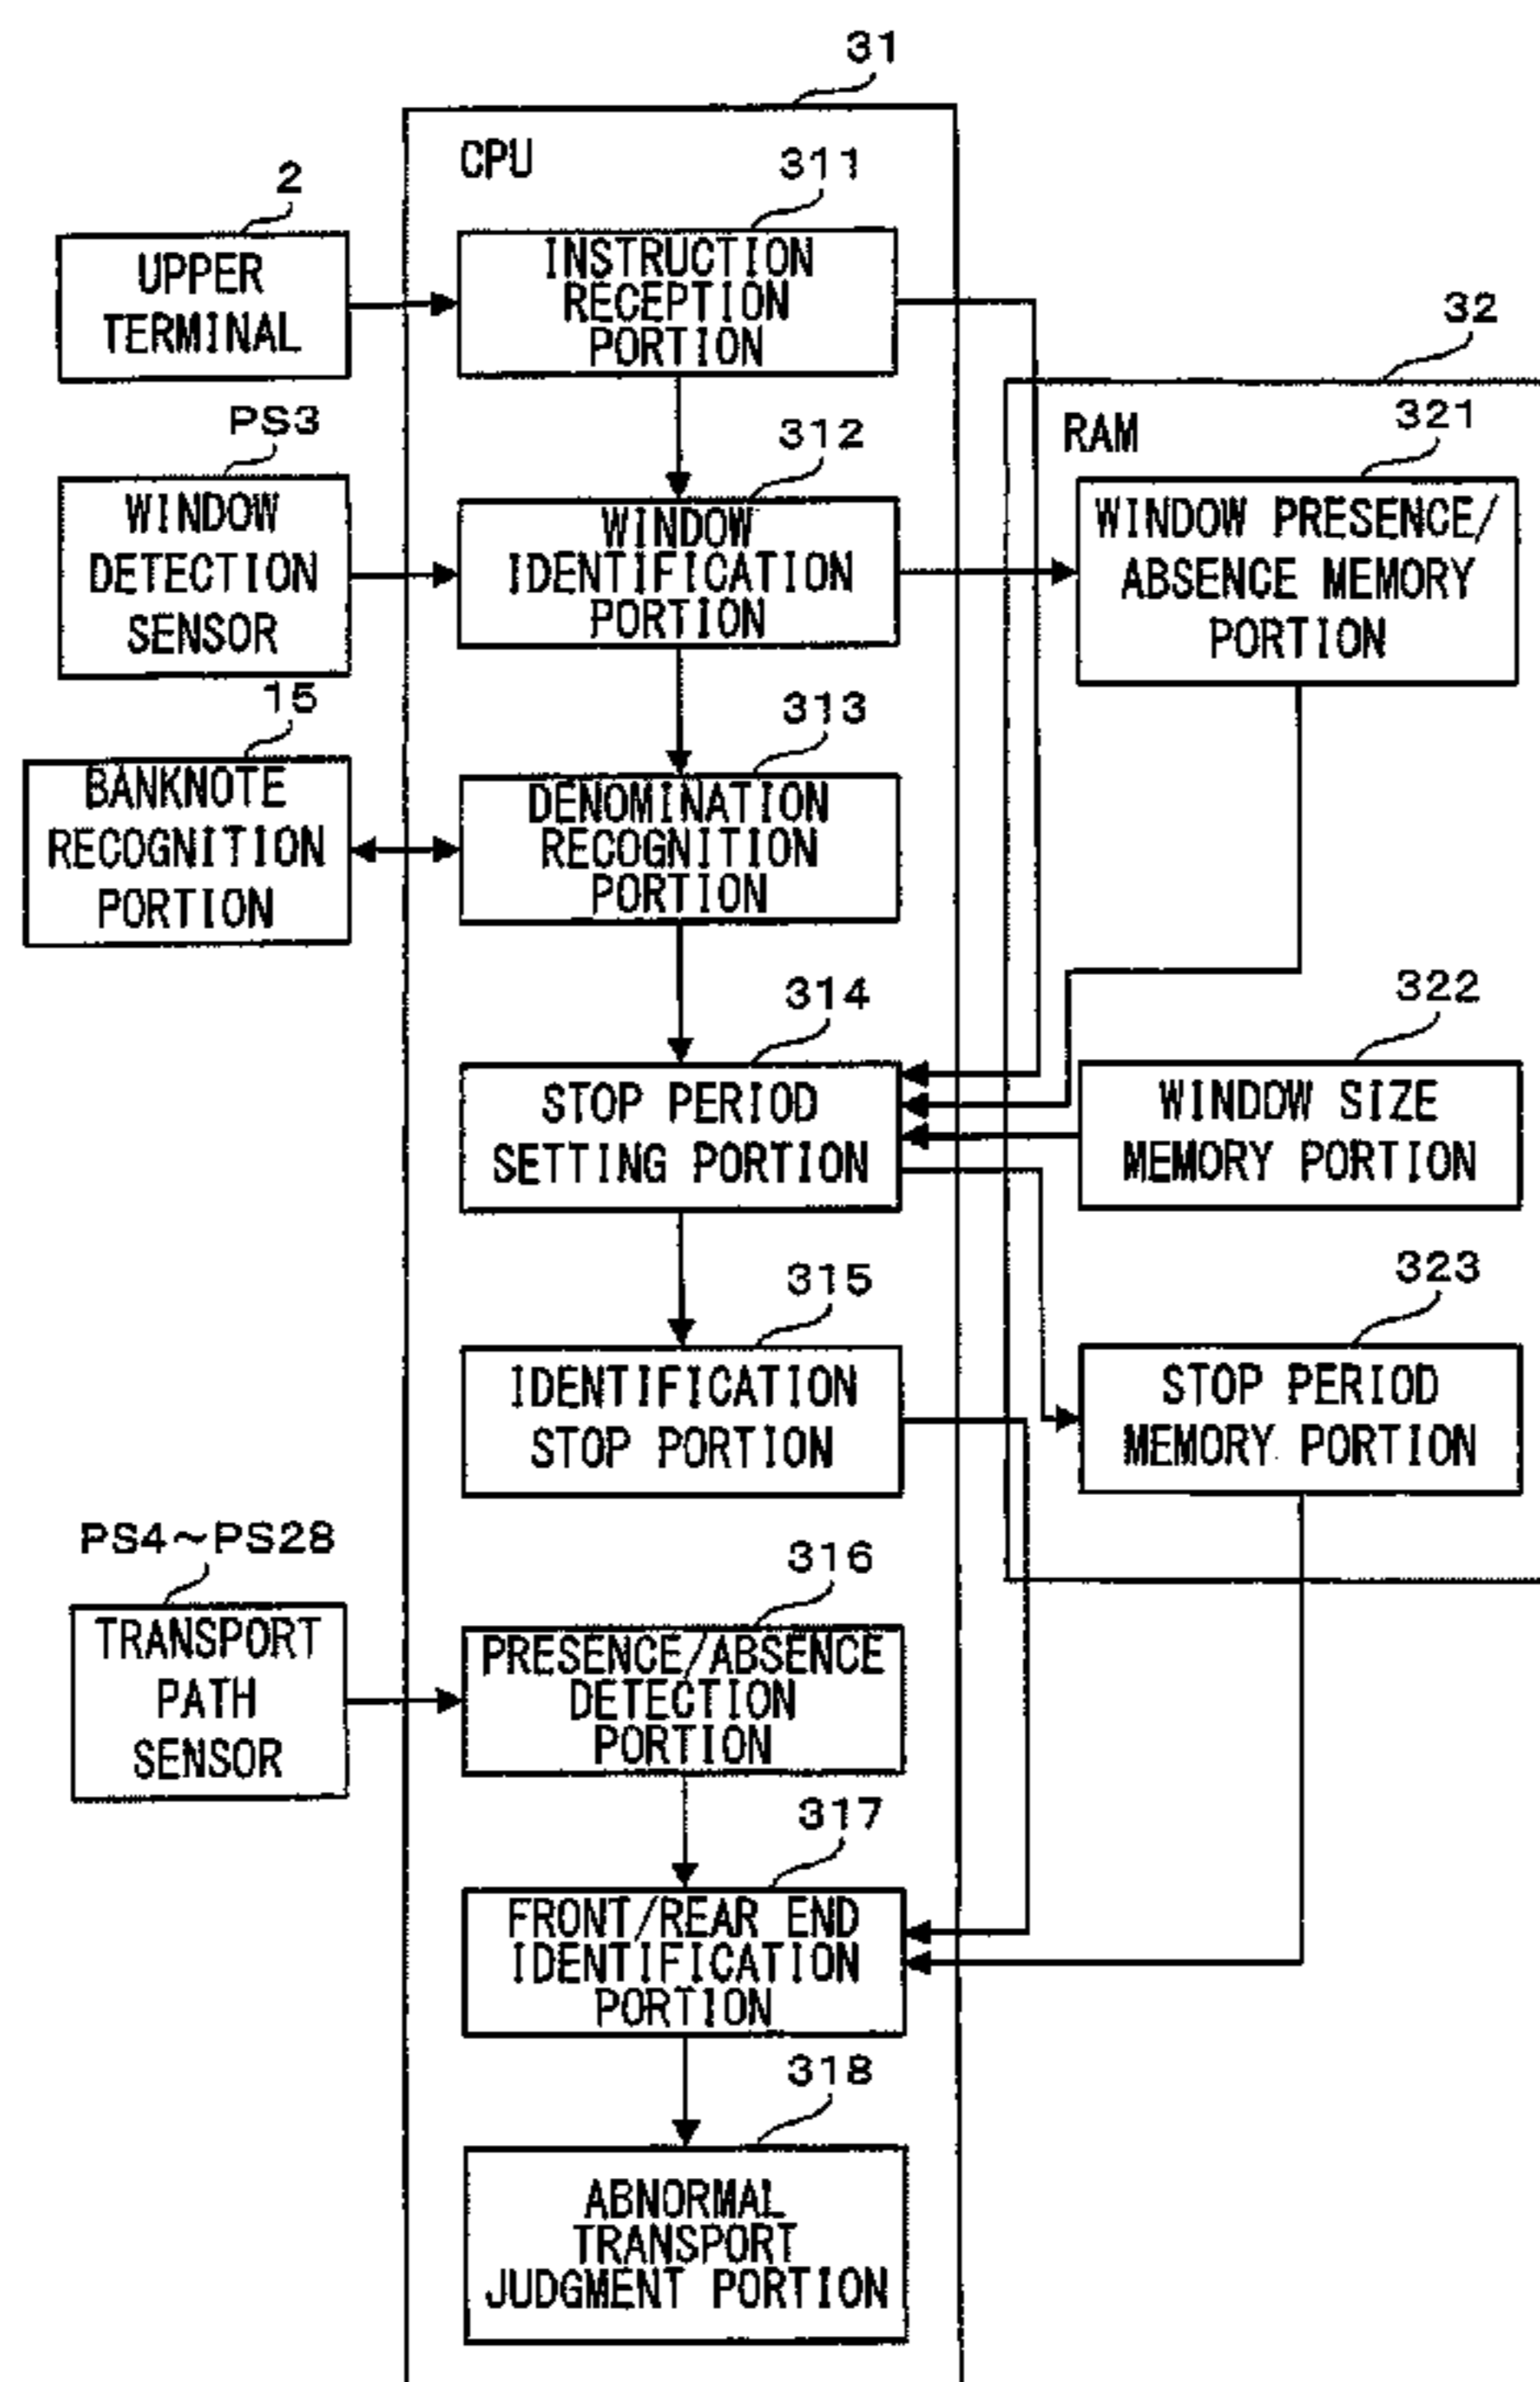 31
CPU
2
311
UPPER
TERMINAL
INSTRUCTION
RECEPTION
PORTION
32
RAM
PS3
312
321
WINDOW
DETECTION
SENSOR
WINDOW
IDENTIFICATION
PORTION
WINDOW PRESENCE/
ABSENCE MEMORY
PORTION
15
313
BANKNOTE
RECOGNITION
PORTION
DENOMINATION
RECOGNITION
PORTION
314
322
STOP PERIOD
SETTING PORTION
WINDOW SIZE
MEMORY PORTION
315
323
IDENTIFICATION
STOP PORTION
STOP PERIOD
MEMORY PORTION
PS4~PS28
316
TRANSPORT
PATH
SENSOR
PRESENCE/ABSENCE
DETECTION
PORTION
317
FRONT/REAR END
IDENTIFICATION
PORTION
318
ABNORMAL
TRANSPORT
JUDGMENT PORTION